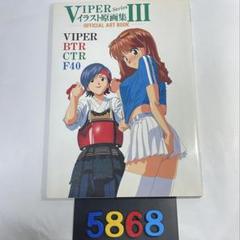 VIPER Series III
イラスト原画集
OFFICIAL ART BOOK
VIPER
BTR
CTR
F40
5868